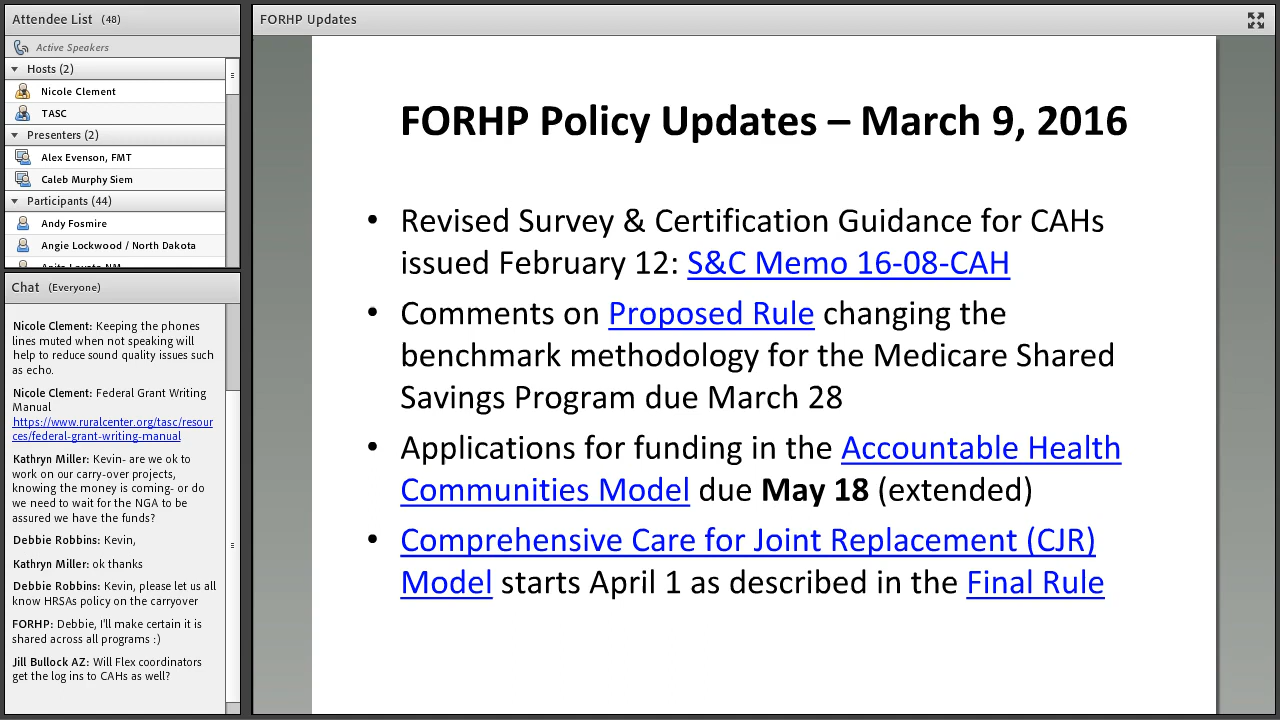 Attendee List (48)
Active Speakers
Hosts (2)
Nicole Clement
TASC
Presenters (2)
Alex Evenson, FMT
Caleb Murphy Siem
Participants (44)
Andy Fosmire
Angie Lockwood / North Dakota
Chat (Everyone)
Nicole Clement: Keeping the phones
lines muted when not speaking will
help to reduce sound quality issues such
as echo.
Nicole Clement: Federal Grant Writing
Manual
https://www.ruralcenter.org/tasc/resour
ces/federal-grant-writing-manual
Kathryn Miller: Kevin- are we ok to
work on our carry-over projects,
knowing the money is coming- or do
we need to wait for the NGA to be
assured we have the funds?
Debbie Robbins: Kevin,
Kathryn Miller: ok thanks
Debbie Robbins: Kevin, please let us all
know HRSAs policy on the carryover
FORHP: Debbie, I'll make certain it is
shared across all programs :)
Jill Bullock AZ: Will Flex coordinators
get the log ins to CAHs as well?
FORHP Updates
FORHP Policy Updates – March 9, 2016
• Revised Survey & Certification Guidance for CAHs
issued February 12: S&C Memo 16-08-CAH
• Comments on Proposed Rule changing the
benchmark methodology for the Medicare Shared
Savings Program due March 28
• Applications for funding in the Accountable Health
Communities Model due May 18 (extended)
• Comprehensive Care for Joint Replacement (CJR)
Model starts April 1 as described in the Final Rule